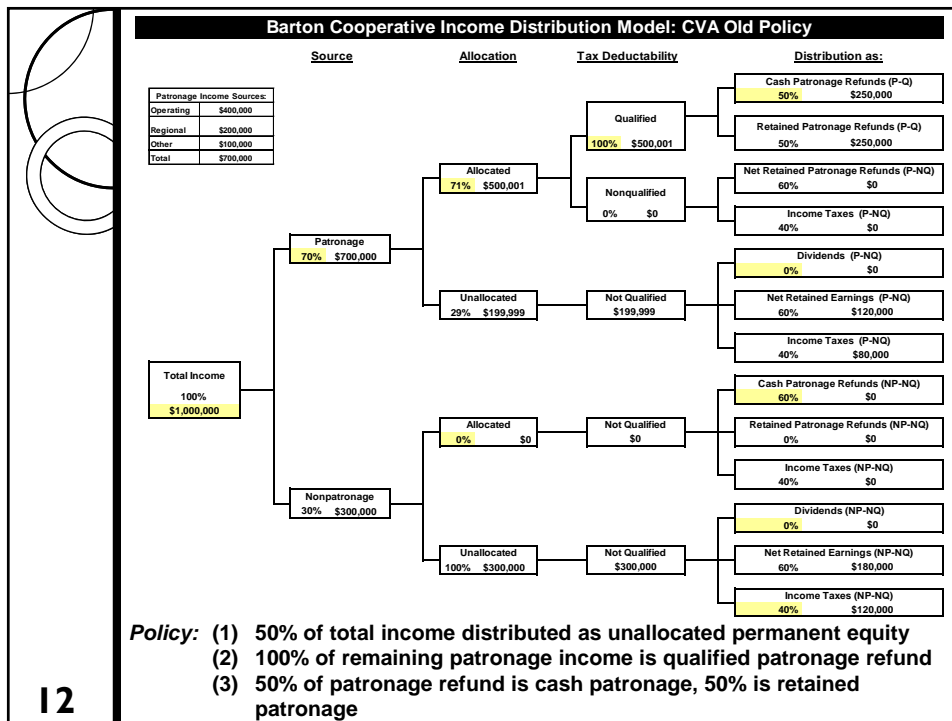 Barton Cooperative Income Distribution Model: CVA Old Policy
Source Allocation Tax Deductability Distribution as:
Patronage Income Sources:
Operating $400,000
Regional $200,000
Other $100,000
Total $700,000
Total Income
100%
$1,000,000
Patronage
70% $700,000
Nonpatronage
30% $300,000
Allocated
71% $500,001
Unallocated
29% $199,999
Allocated
0% $0
Unallocated
100% $300,000
Qualified
100% $500,001
Nonqualified
0% $0
Not Qualified
$199,999
Not Qualified
$0
Not Qualified
$300,000
Cash Patronage Refunds (P-Q)
50% $250,000
Retained Patronage Refunds (P-Q)
50% $250,000
Net Retained Patronage Refunds (P-NQ)
60% $0
Income Taxes (P-NQ)
40% $0
Dividends (P-NQ)
0% $0
Net Retained Earnings (P-NQ)
60% $120,000
Income Taxes (P-NQ)
40% $80,000
Cash Patronage Refunds (NP-NQ)
60% $0
Retained Patronage Refunds (NP-NQ)
0% $0
Income Taxes (NP-NQ)
40% $0
Dividends (NP-NQ)
0% $0
Net Retained Earnings (NP-NQ)
60% $180,000
Income Taxes (NP-NQ)
40% $120,000
Policy: (1) 50% of total income distributed as unallocated permanent equity
(2) 100% of remaining patronage income is qualified patronage refund
(3) 50% of patronage refund is cash patronage, 50% is retained
patronage
12